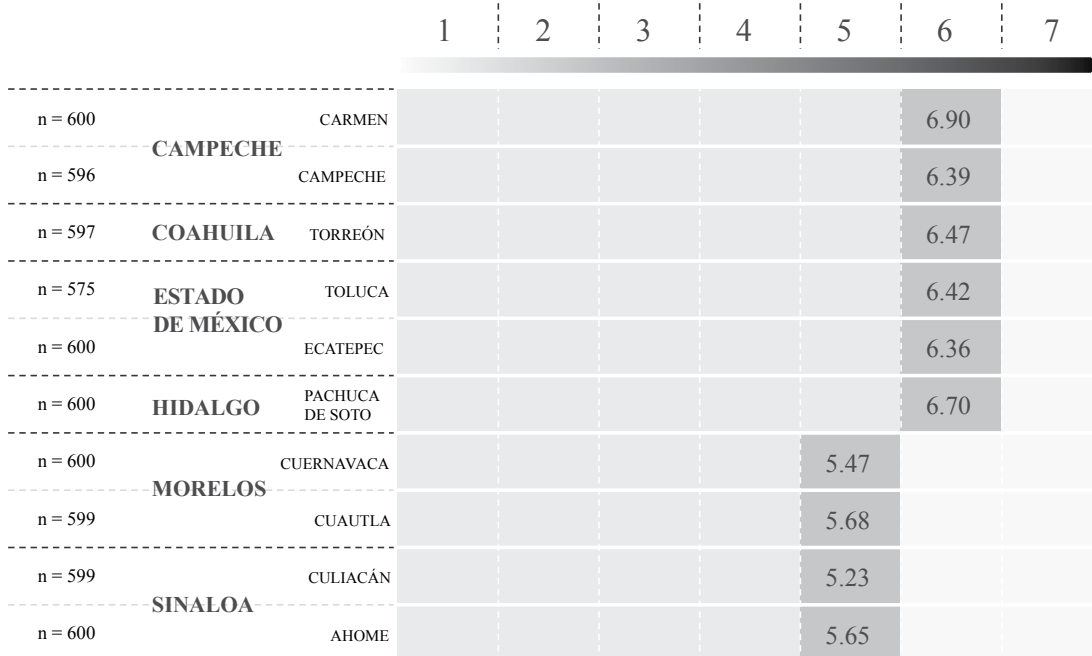 1 2 3 4 5 6 7
n = 600 CARMEN 6.90
CAMPECHE
n = 596 CAMPECHE 6.39
n = 597 COAHUILA TORREÓN 6.47
n = 575 TOLUCA 6.42
ESTADO
DE MÉXICO
n = 600 ECATEPEC 6.36
n = 600 HIDALGO PACHUCA
DE SOTO 6.70
n = 600 CUERNAVACA 5.47
MORELOS
n = 599 CUAUTLA 5.68
n = 599 CULIACÁN 5.23
SINALOA
n = 600 AHOME 5.65